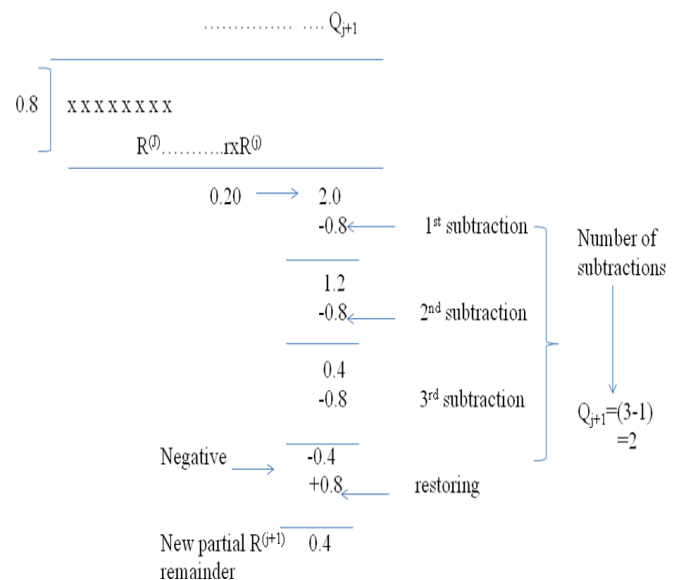 ............... .... Qj+1
0.8 x x x x x x x x
R(J)...........rxR(j)
0.20 2.0
-0.8 1st subtraction
Number of
subtractions
1.2
-0.8 2nd subtraction
0.4
-0.8 3rd subtraction
Qj+1=(3-1)
=2
Negative -0.4
+0.8 restoring
New partial R(j+1) 0.4
remainder